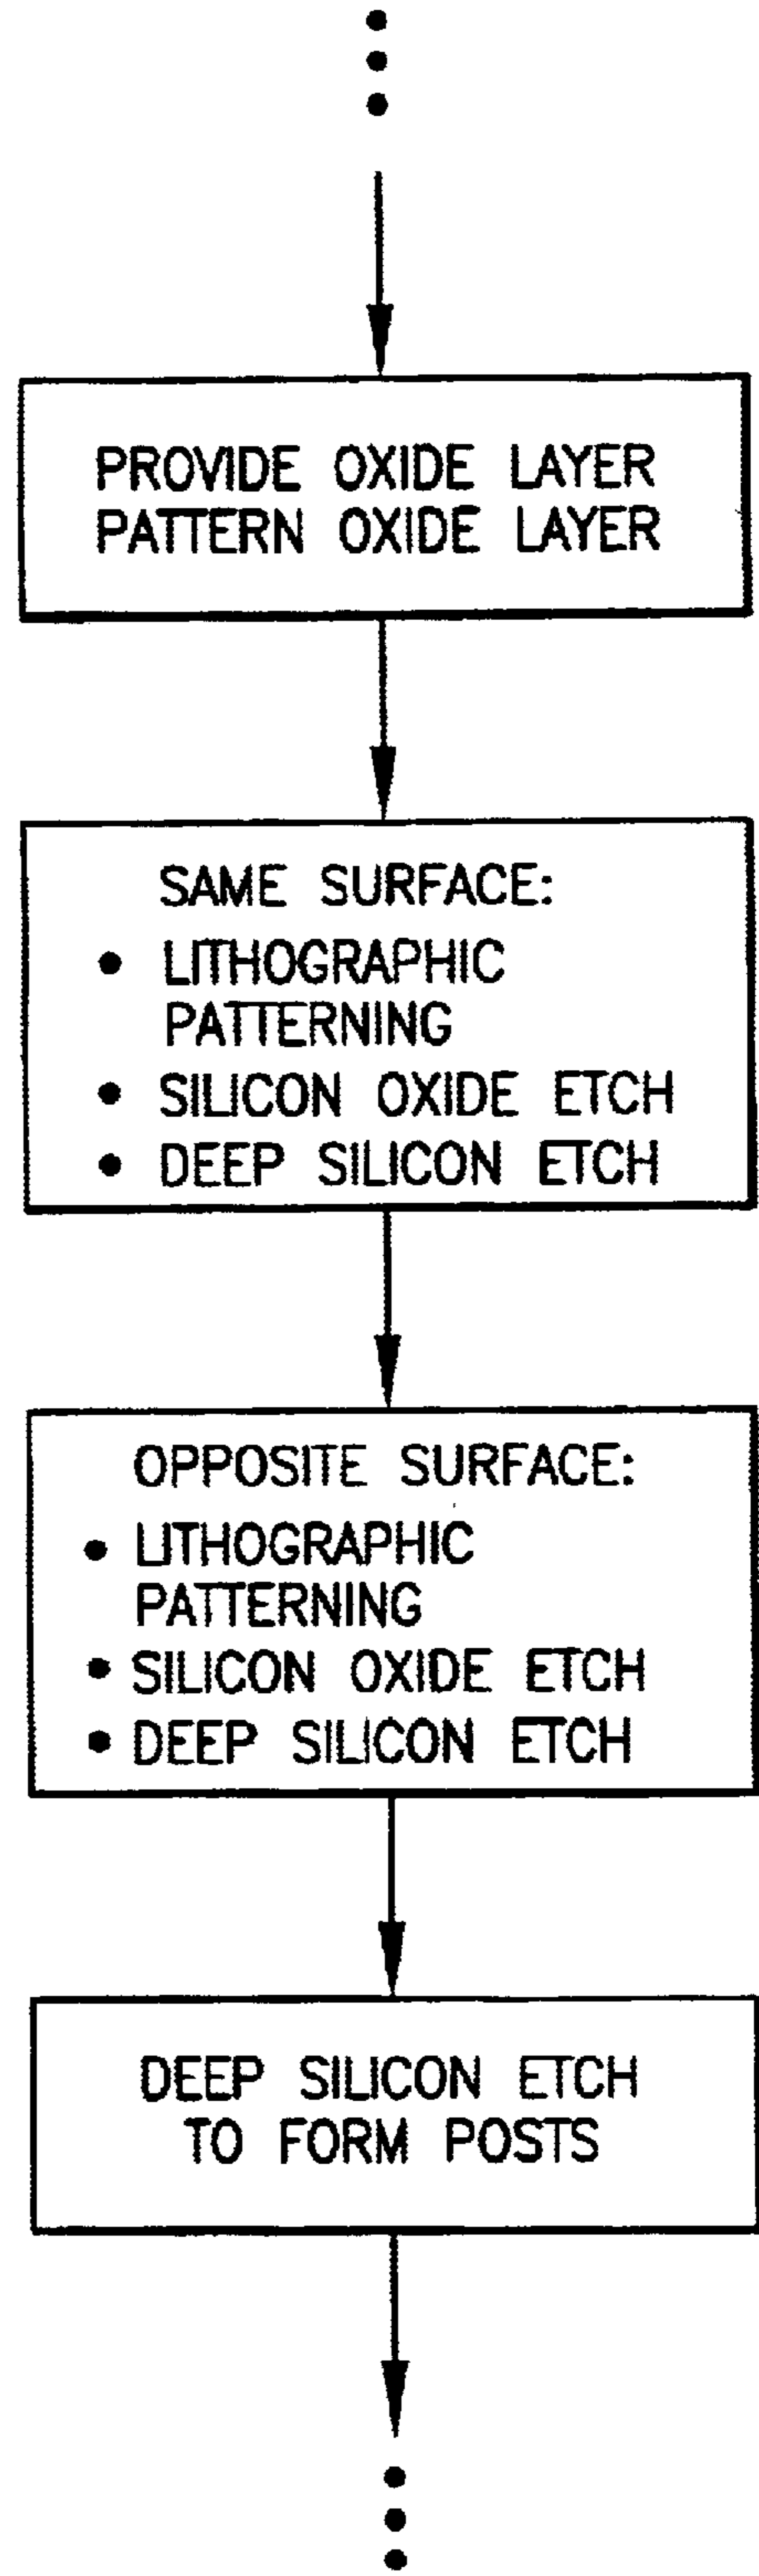 PROVIDE OXIDE LAYER
PATTERN OXIDE LAYER
SAME SURFACE:
• LITHOGRAPHIC
PATTERNING
• SILICON OXIDE ETCH
• DEEP SILICON ETCH
OPPOSITE SURFACE:
• LITHOGRAPHIC
PATTERNING
• SILICON OXIDE ETCH
• DEEP SILICON ETCH
DEEP SILICON ETCH
TO FORM POSTS